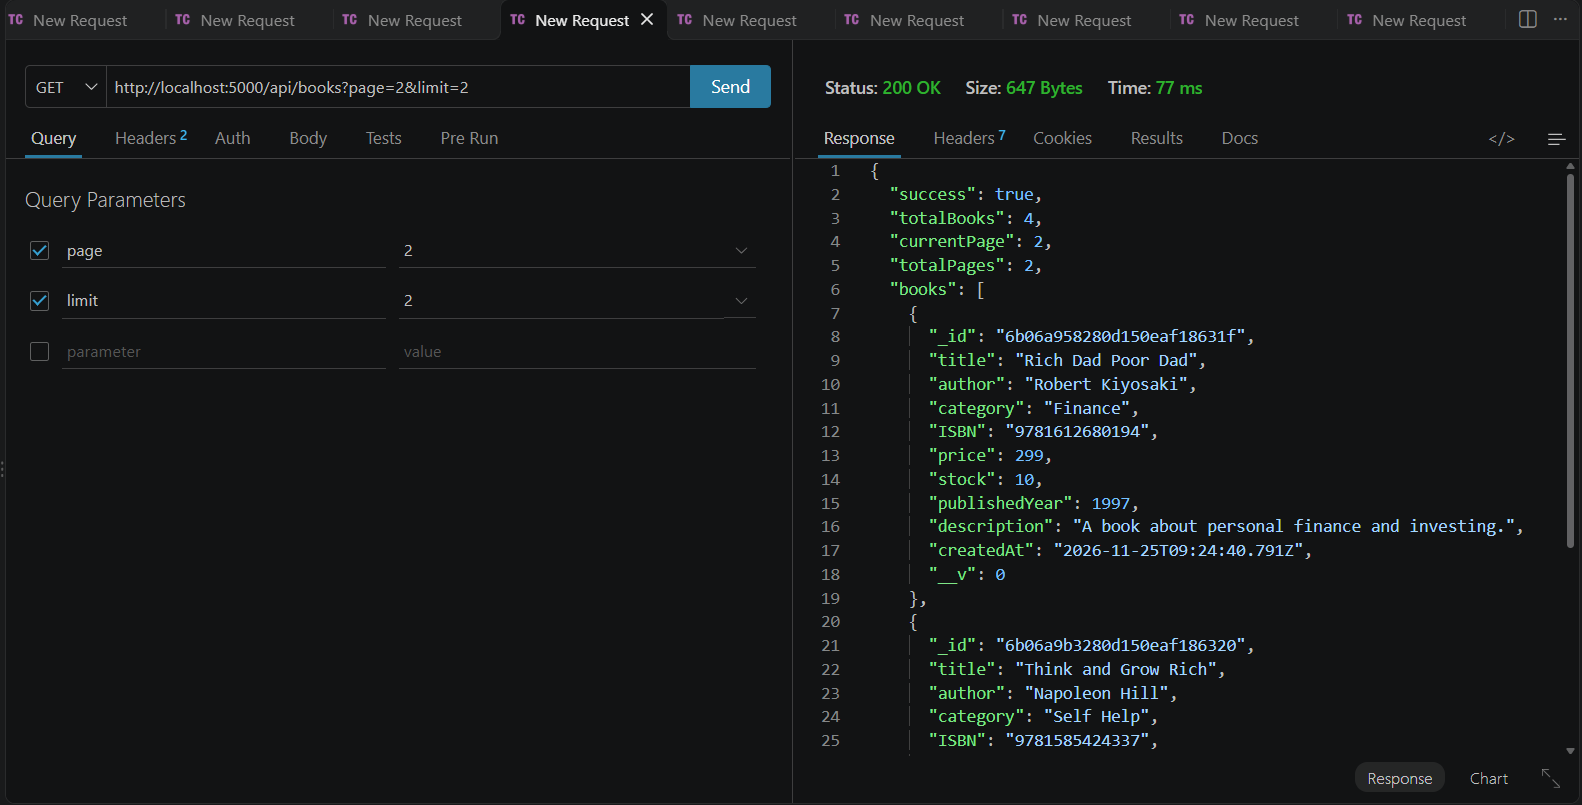 TC New Request TC New Request TC New Request TC New Request TC New Request TC New Request TC New Request TC New Request TC New Request
GET http://localhost:5000/api/books?page=2&limit=2 Send
Query Headers 2 Auth Body Tests Pre Run
Query Parameters
page 2
limit 2
parameter value
Status: 200 OK Size: 647 Bytes Time: 77 ms
Response Headers 7 Cookies Results Docs </>
1 {
2 "success": true,
3 "totalBooks": 4,
4 "currentPage": 2,
5 "totalPages": 2,
6 "books": [
7 {
8 "_id": "6b06a958280d150eaf18631f",
9 "title": "Rich Dad Poor Dad",
10 "author": "Robert Kiyosaki",
11 "category": "Finance",
12 "ISBN": "9781612680194",
13 "price": 299,
14 "stock": 10,
15 "publishedYear": 1997,
16 "description": "A book about personal finance and investing.",
17 "createdAt": "2026-11-25T09:24:40.791Z",
18 "__v": 0
19 },
20 {
21 "_id": "6b06a9b3280d150eaf186320",
22 "title": "Think and Grow Rich",
23 "author": "Napoleon Hill",
24 "category": "Self Help",
25 "ISBN": "9781585424337",
Response Chart